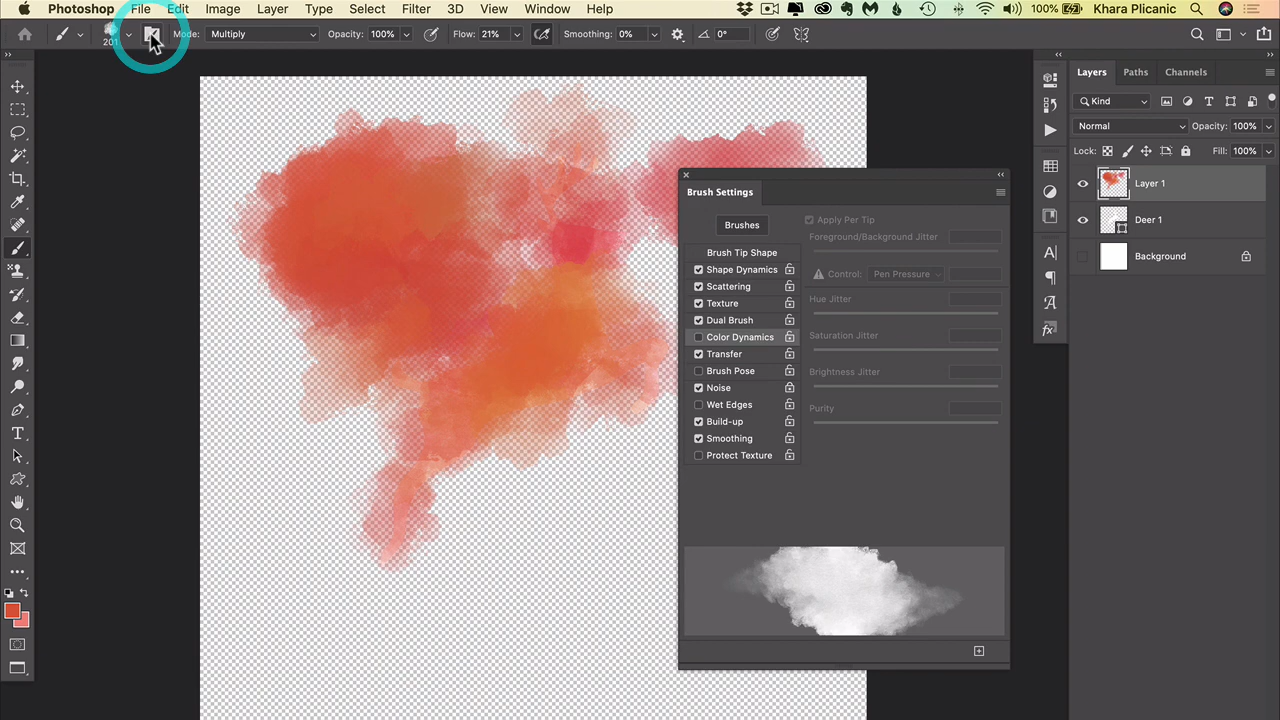 Photoshop File Edit Image Layer Type Select Filter 3D View Window Help 100% Khara Plicanic
201 Mode: Multiply Opacity: 100% Flow: 21% Smoothing: 0% 0°
Layers Paths Channels
Kind
Normal Opacity: 100%
Lock: Fill: 100%
Layer 1
Deer 1
Background
Brush Settings
Brushes
Brush Tip Shape
Shape Dynamics
Scattering
Texture
Dual Brush
Color Dynamics
Transfer
Brush Pose
Noise
Wet Edges
Build-up
Smoothing
Protect Texture
Apply Per Tip
Foreground/Background Jitter
Control: Pen Pressure
Hue Jitter
Saturation Jitter
Brightness Jitter
Purity